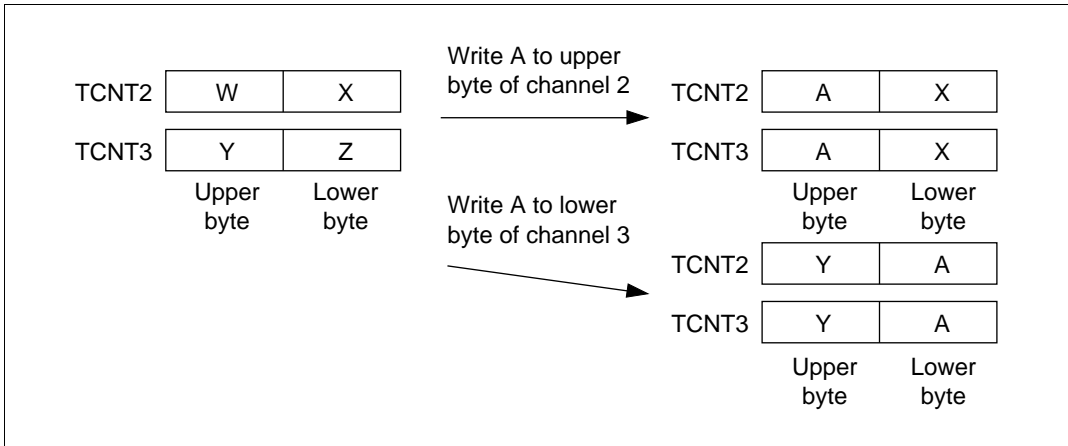 TCNT2 W X
TCNT3 Y Z
Upper byte Lower byte
Write A to upper
byte of channel 2
TCNT2 A X
TCNT3 A X
Upper byte Lower byte
Write A to lower
byte of channel 3
TCNT2 Y A
TCNT3 Y A
Upper byte Lower byte